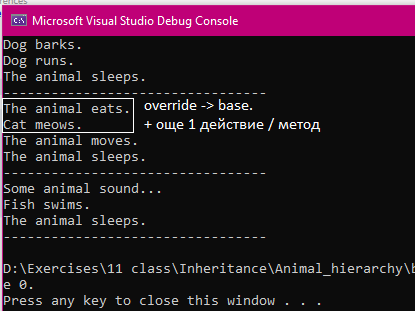 Microsoft Visual Studio Debug Console
Dog barks.
Dog runs.
The animal sleeps.
---------------------------------
The animal eats. override -> base.
Cat meows. + още 1 действие / метод
The animal moves.
The animal sleeps.
---------------------------------
Some animal sound...
Fish swims.
The animal sleeps.
---------------------------------
D:\Exercises\11 class\Inheritance\Animal_hierarchy\b
e 0.
Press any key to close this window . . .